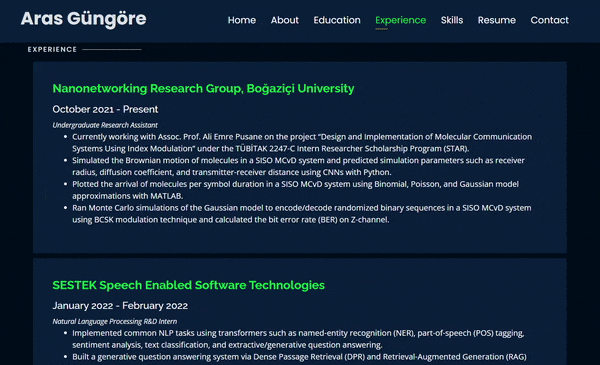 Aras Güngöre
Home About Education Experience Skills Resume Contact
EXPERIENCE
Nanonetworking Research Group, Boğaziçi University
October 2021 - Present
Undergraduate Research Assistant
• Currently working with Assoc. Prof. Ali Emre Pusane on the project “Design and Implementation of Molecular Communication
Systems Using Index Modulation” under the TÜBİTAK 2247-C Intern Researcher Scholarship Program (STAR).
• Simulated the Brownian motion of molecules in a SISO MCvD system and predicted simulation parameters such as receiver
radius, diffusion coefficient, and transmitter-receiver distance using CNNs with Python.
• Plotted the arrival of molecules per symbol duration in a SISO MCvD system using Binomial, Poisson, and Gaussian model
approximations with MATLAB.
• Ran Monte Carlo simulations of the Gaussian model to encode/decode randomized binary sequences in a SISO MCvD system
using BCSK modulation technique and calculated the bit error rate (BER) on Z-channel.
SESTEK Speech Enabled Software Technologies
January 2022 - February 2022
Natural Language Processing R&D Intern
• Implemented common NLP tasks using transformers such as named-entity recognition (NER), part-of-speech (POS) tagging,
sentiment analysis, text classification, and extractive/generative question answering.
• Built a generative question answering system via Dense Passage Retrieval (DPR) and Retrieval-Augmented Generation (RAG)